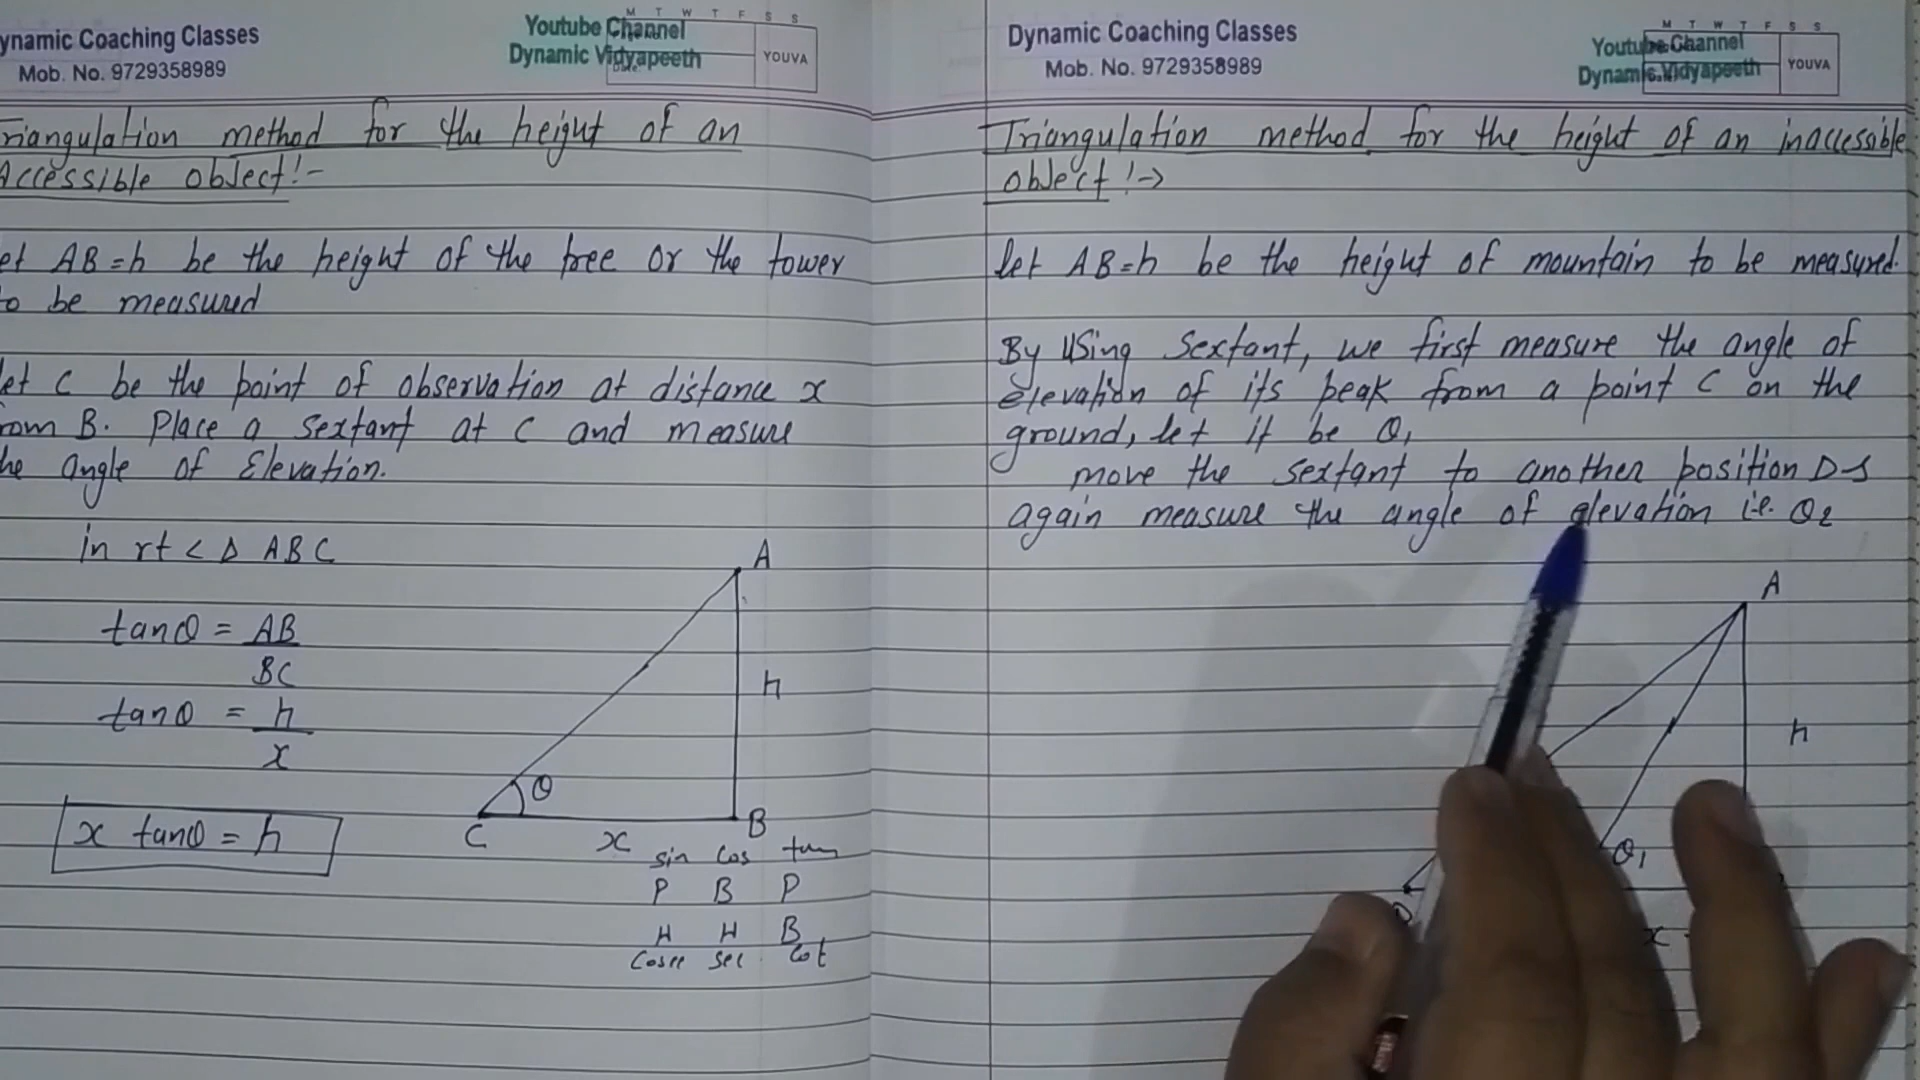 ynamic Coaching Classes
Mob. No. 9729358989
Youtube Channel
Dynamic Vidyapeeth
M T W T F S S
YOUVA
riangulation method for the height of an
Accessible object!-
et AB=h be the height of the tree or the tower
to be measured
let C be the point of observation at distance x
rom B. Place a sextant at C and measure
he angle of Elevation.
in rt < Δ ABC
tanθ = AB
BC
tanθ = h
x
x tanθ = h
A
h
θ
C
x
B
sin cos tan
P B P
H H B
Cosec sec cot
Dynamic Coaching Classes
Mob. No. 9729358989
M T W T F S S
Youtube Channel
Dynamic Vidyapeeth
YOUVA
Triangulation method for the height of an inaccessible
object!→
let AB=h be the height of mountain to be measured.
By using sextant, we first measure the angle of
elevation of its peak from a point C on the
ground, let it be θ1
move the sextant to another position D &
again measure the angle of elevation i.e. θ2
A
h
θ1
x